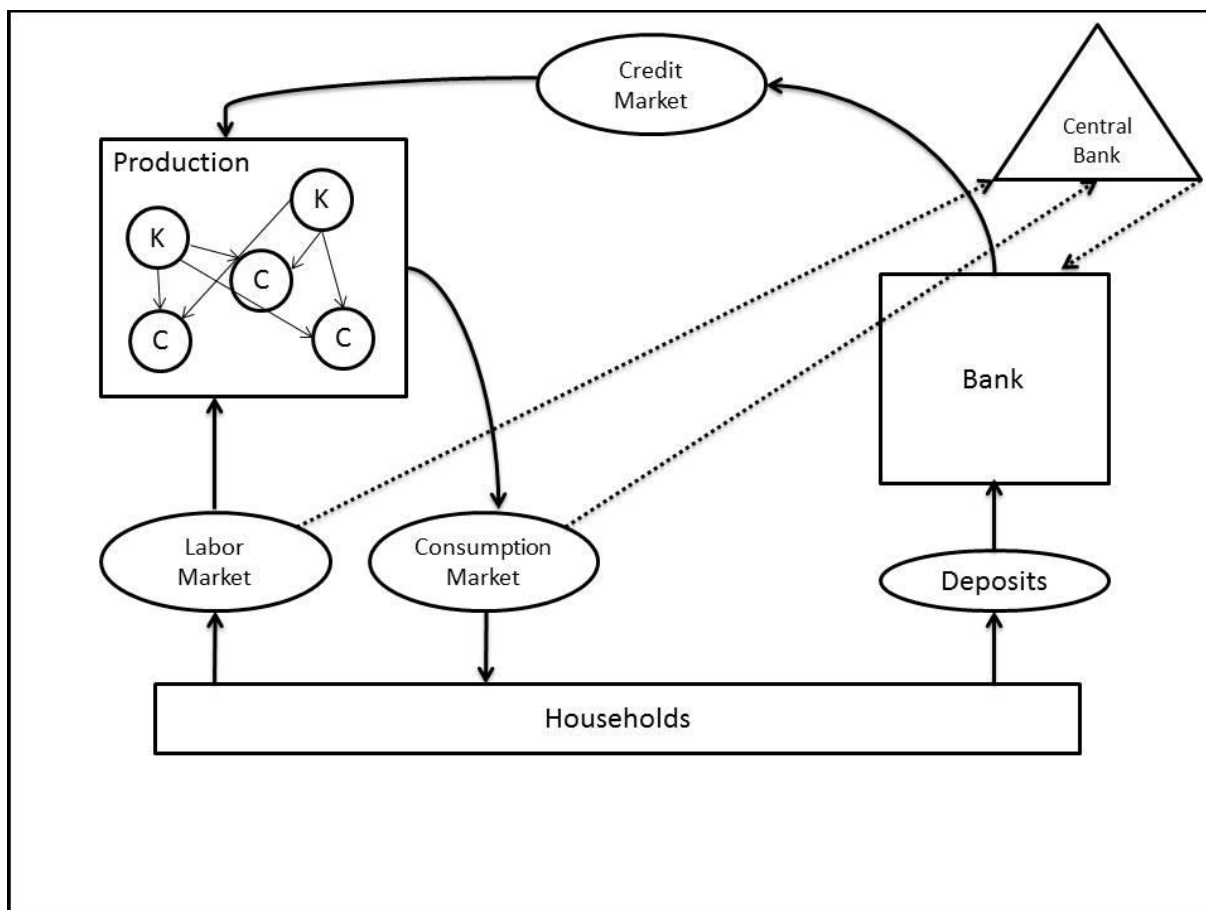 Credit
Market
Central
Bank
Production
K
K
C
C
C
Bank
Labor
Market
Consumption
Market
Deposits
Households